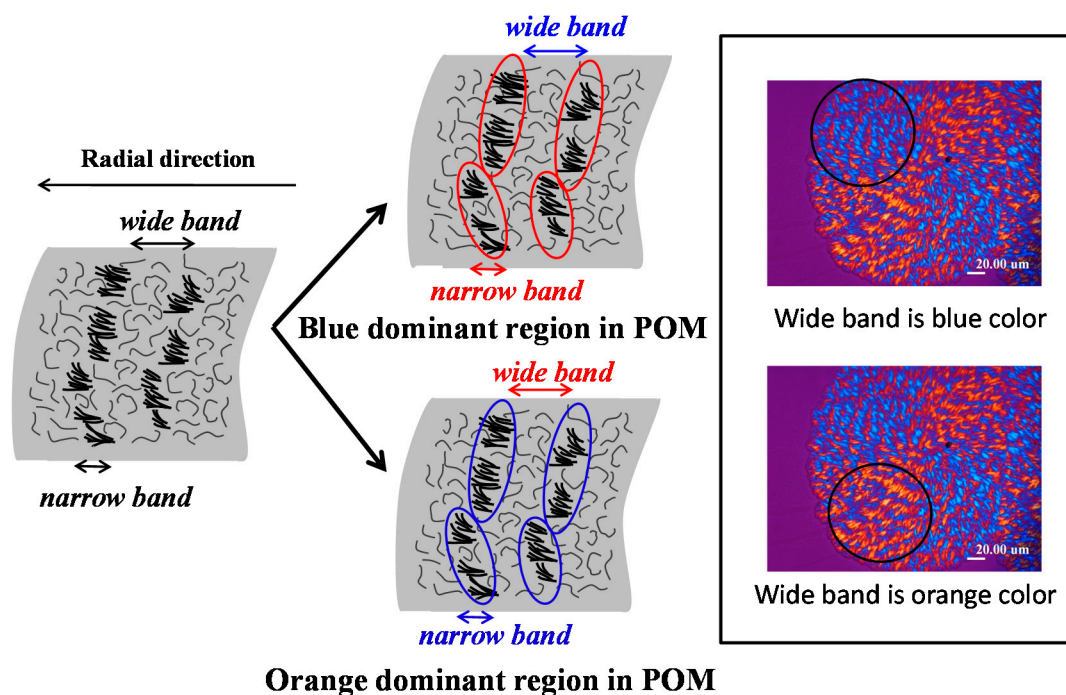 Radial direction
wide band
narrow band
wide band
narrow band
Blue dominant region in POM
wide band
narrow band
Orange dominant region in POM
20.00 um
Wide band is blue color
20.00 um
Wide band is orange color